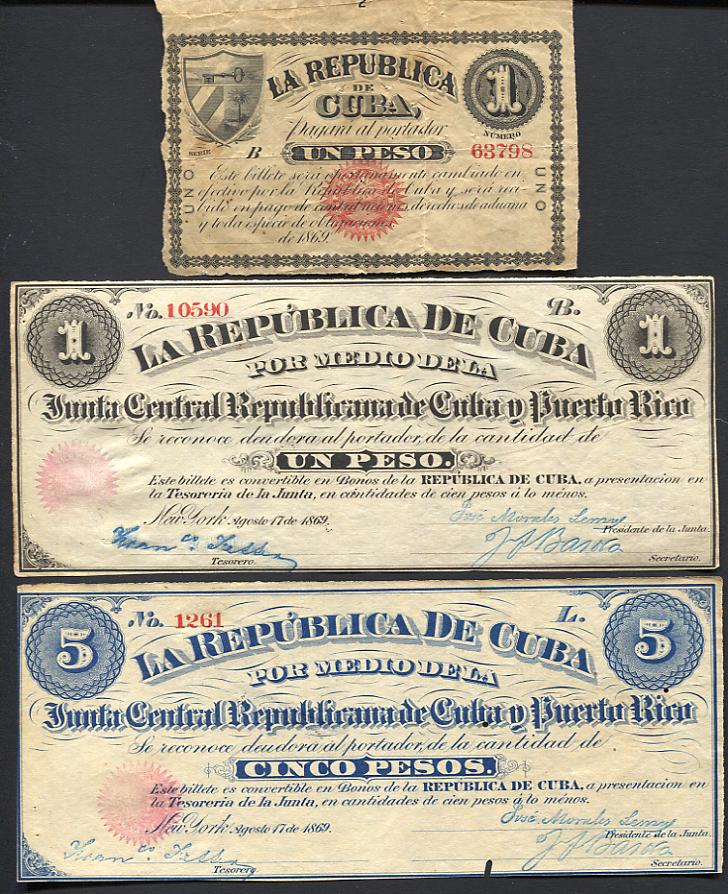 LA REPUBLICA
DE
CUBA,
1
pagará al portador
NUMERO
SERIE B UN PESO 63798
UNO
UNO
Este billete será oportunamente cambiado en
efectivo por la República de Cuba y será reci
bido en pago de contribuciones, derechos de aduana
y toda especie de obligaciones
de 1869.
1
No. 10590
B.
1
LA REPÚBLICA DE CUBA
POR MEDIO DE LA
Junta Central Republicana de Cuba y Puerto Rico
Se reconoce deudora al portador, de la cantidad de
UN PESO.
Este billete es convertible en Bonos de la REPÚBLICA DE CUBA, a presentacion en
la Tesoreria de la Junta, en cántidades de cien pesos á lo ménos.
New York, Agosto 17 de 1869.
José Morales Lemus
Presidente de la Junta.
Tesorero.
Secretario.
5
No. 1261
L.
5
LA REPÚBLICA DE CUBA
POR MEDIO DE LA
Junta Central Republicana de Cuba y Puerto Rico
Se reconoce deudora al portador, de la cantidad de
CINCO PESOS.
Este billete es convertible en Bonos de la REPÚBLICA DE CUBA, a presentacion en
la Tesoreria de la Junta, en cantidades de cien pesos á lo ménos.
New York, Agosto 17 de 1869.
José Morales Lemus
Presidente de la Junta.
Tesorero
Secretario.